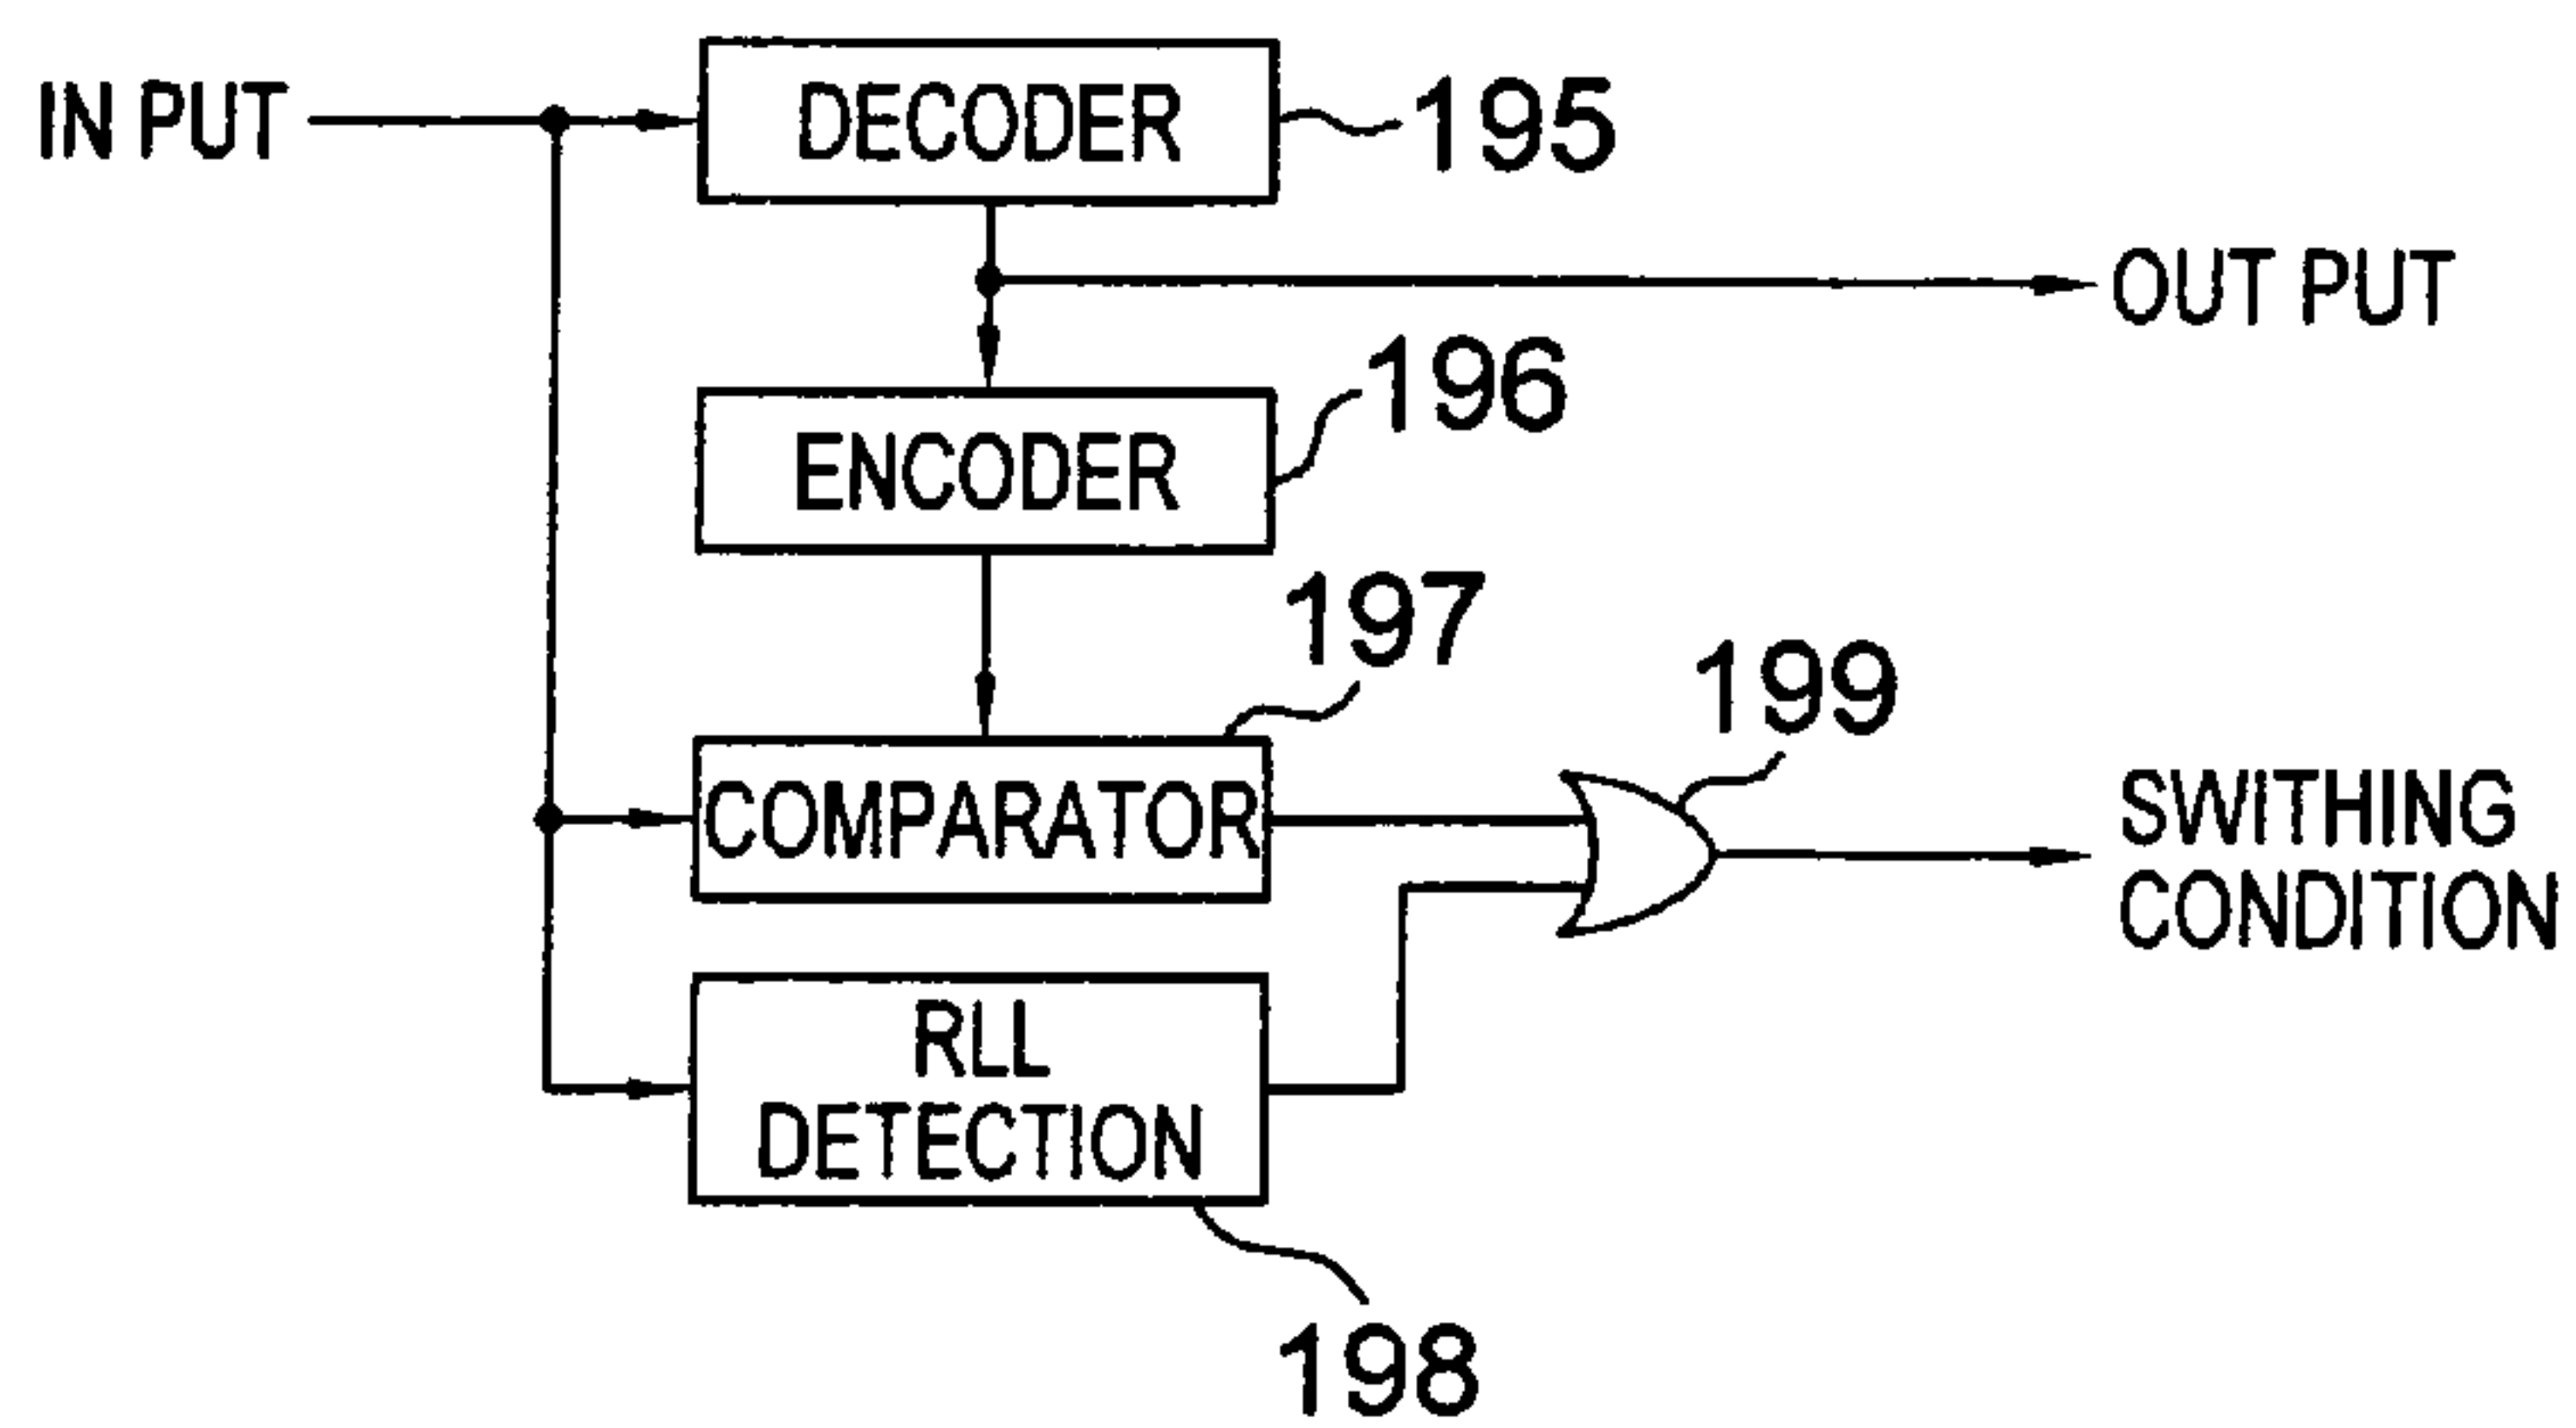 IN PUT
DECODER
195
OUT PUT
196
ENCODER
197
199
COMPARATOR
SWITHING
CONDITION
RLL
DETECTION
198